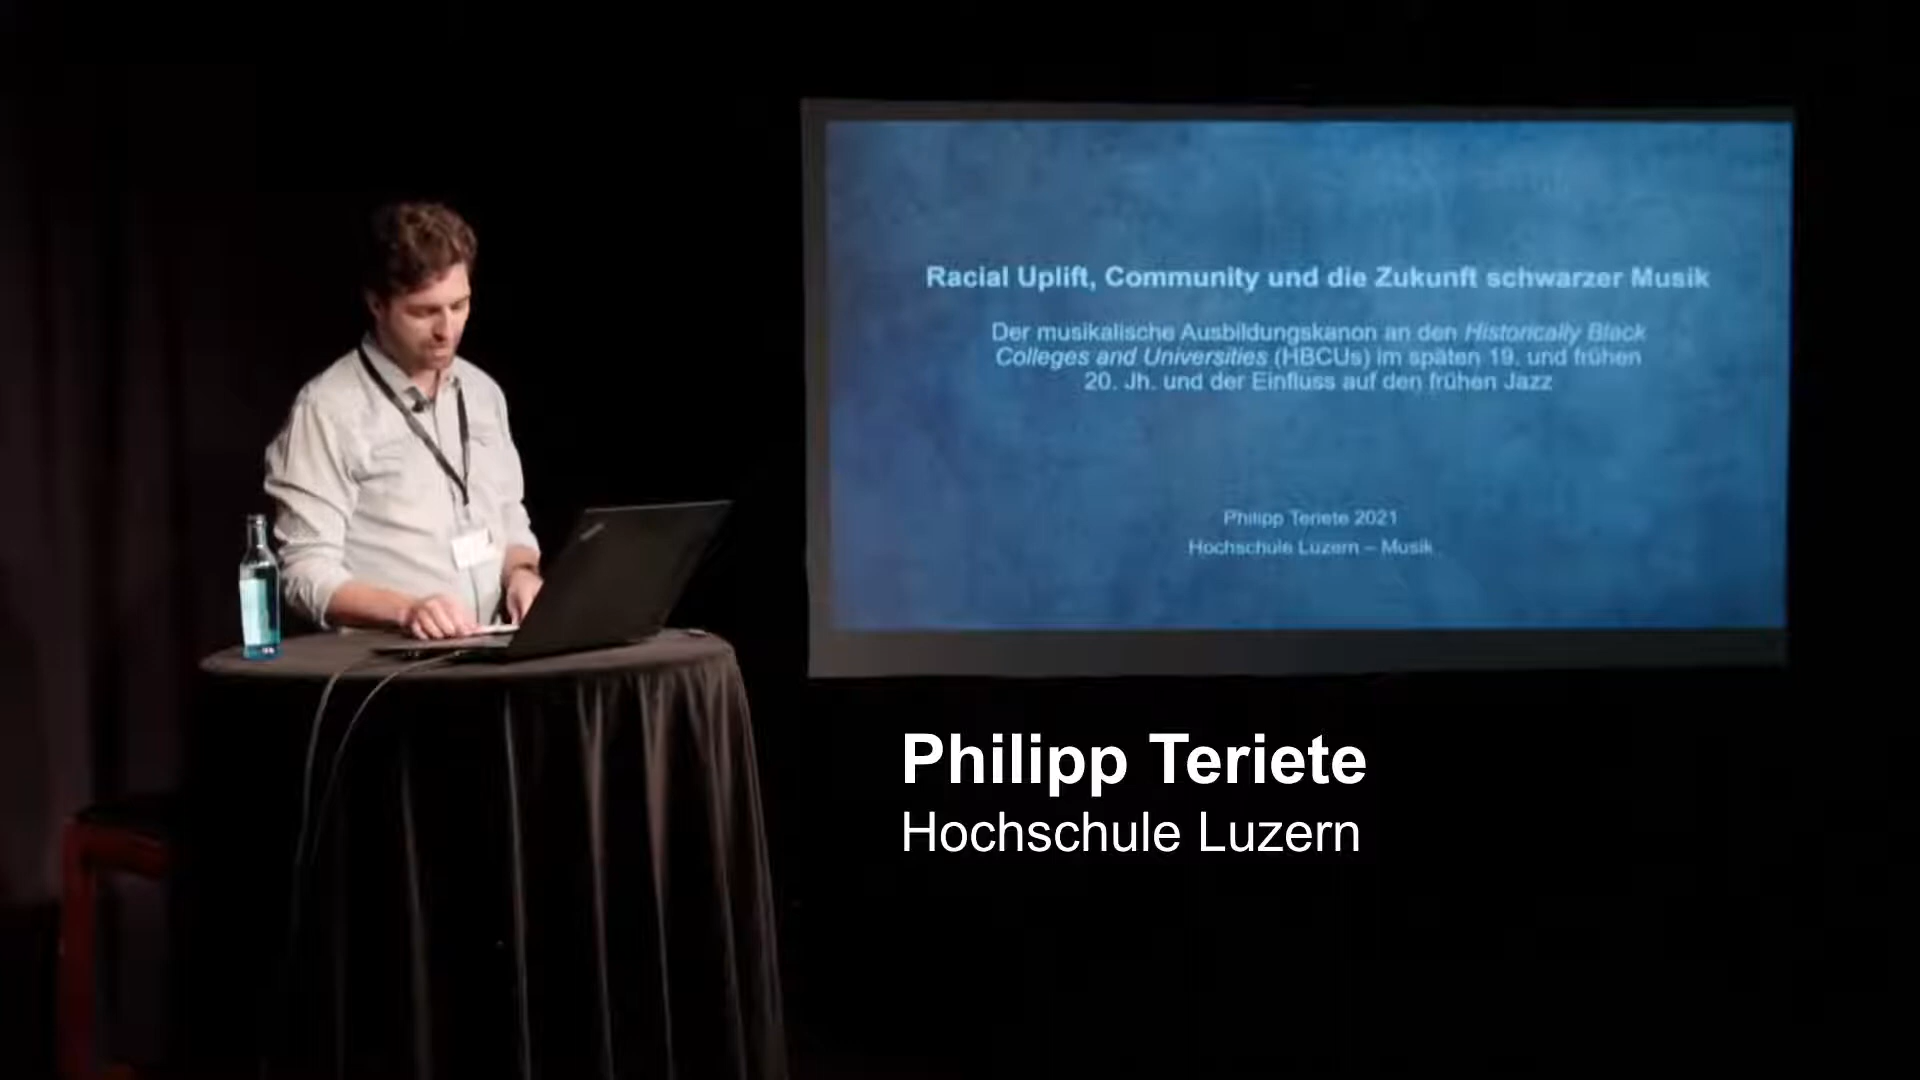 Racial Uplift, Community und die Zukunft schwarzer Musik
Der musikalische Ausbildungskanon an den Historically Black
Colleges and Universities (HBCUs) im späten 19. und frühen
20. Jh. und der Einfluss auf den frühen Jazz
Philipp Teriete 2021
Hochschule Luzern – Musik
Philipp Teriete
Hochschule Luzern